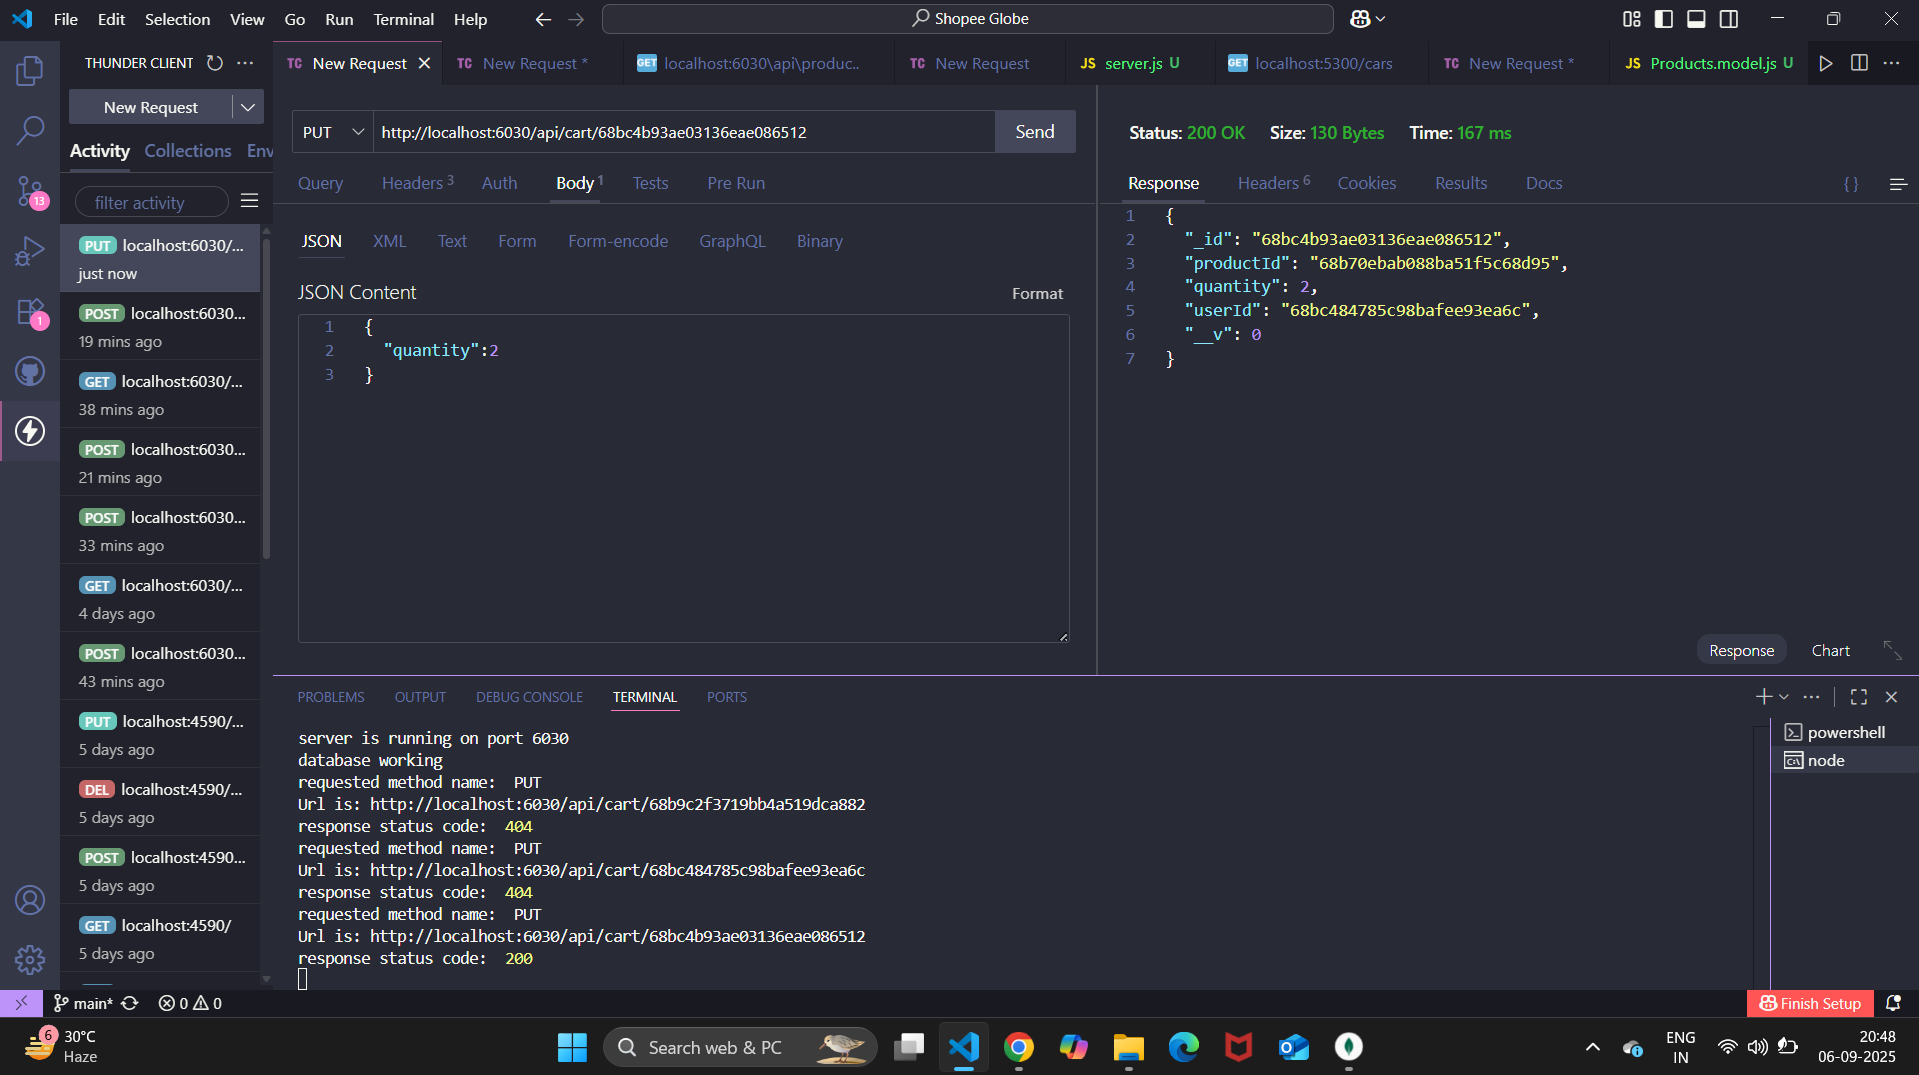 File Edit Selection View Go Run Terminal Help
Shopee Globe
THUNDER CLIENT
New Request
Activity Collections Env
filter activity
PUT localhost:6030/...
just now
POST localhost:6030...
19 mins ago
GET localhost:6030/...
38 mins ago
POST localhost:6030...
21 mins ago
POST localhost:6030...
33 mins ago
GET localhost:6030/...
4 days ago
POST localhost:6030...
43 mins ago
PUT localhost:4590/...
5 days ago
DEL localhost:4590/...
5 days ago
POST localhost:4590...
5 days ago
GET localhost:4590/
5 days ago
13
1
TC New Request
TC New Request *
GET localhost:6030\api\produc..
TC New Request
JS server.js U
GET localhost:5300/cars
TC New Request *
JS Products.model.js U
PUT http://localhost:6030/api/cart/68bc4b93ae03136eae086512 Send
Query Headers 3 Auth Body 1 Tests Pre Run
JSON XML Text Form Form-encode GraphQL Binary
JSON Content Format
1 {
2 "quantity":2
3 }
Status: 200 OK Size: 130 Bytes Time: 167 ms
Response Headers 6 Cookies Results Docs { }
1 {
2 "_id": "68bc4b93ae03136eae086512",
3 "productId": "68b70ebab088ba51f5c68d95",
4 "quantity": 2,
5 "userId": "68bc484785c98bafee93ea6c",
6 "__v": 0
7 }
Response Chart
PROBLEMS OUTPUT DEBUG CONSOLE TERMINAL PORTS
server is running on port 6030
database working
requested method name:  PUT
Url is: http://localhost:6030/api/cart/68b9c2f3719bb4a519dca882
response status code:  404
requested method name:  PUT
Url is: http://localhost:6030/api/cart/68bc484785c98bafee93ea6c
response status code:  404
requested method name:  PUT
Url is: http://localhost:6030/api/cart/68bc4b93ae03136eae086512
response status code:  200
powershell
node
main* 0 0
Finish Setup
6
30°C
Haze
Search web & PC
ENG
IN
20:48
06-09-2025